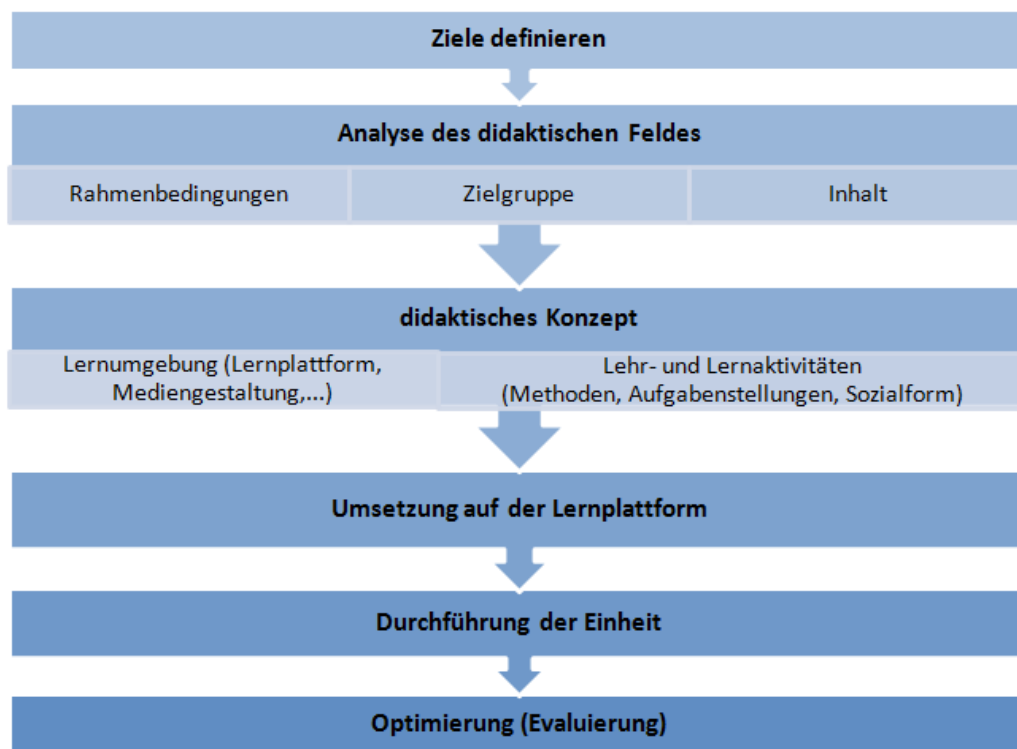 Ziele definieren
Analyse des didaktischen Feldes
Rahmenbedingungen
Zielgruppe
Inhalt
didaktisches Konzept
Lernumgebung (Lernplattform,
Mediengestaltung,...)
Lehr- und Lernaktivitäten
(Methoden, Aufgabenstellungen, Sozialform)
Umsetzung auf der Lernplattform
Durchführung der Einheit
Optimierung (Evaluierung)